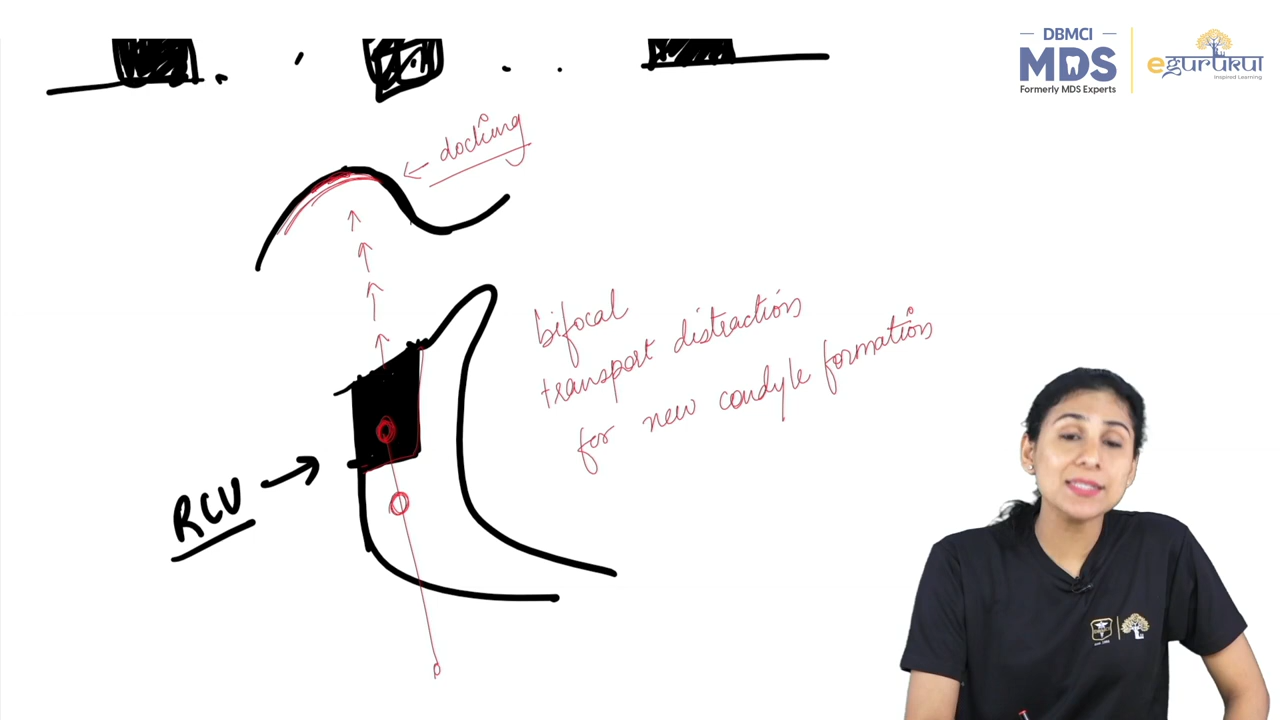 DBMCI
MDS
Formerly MDS Experts
egurukul
Inspired Learning
docking
bifocal
transport distraction
for new condyle formation
RCU